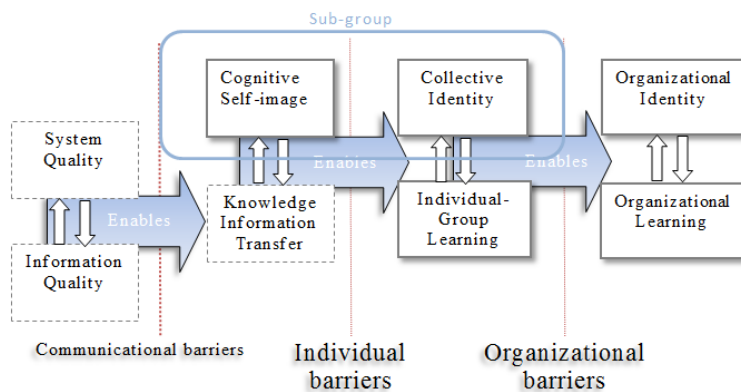 Sub-group
Cognitive
Self-image
Collective
Identity
Organizational
Identity
System
Quality
Enables
Enables
Enables
Knowledge
Information
Transfer
Individual-
Group
Learning
Organizational
Learning
Information
Quality
Communicational barriers
Individual
barriers
Organizational
barriers